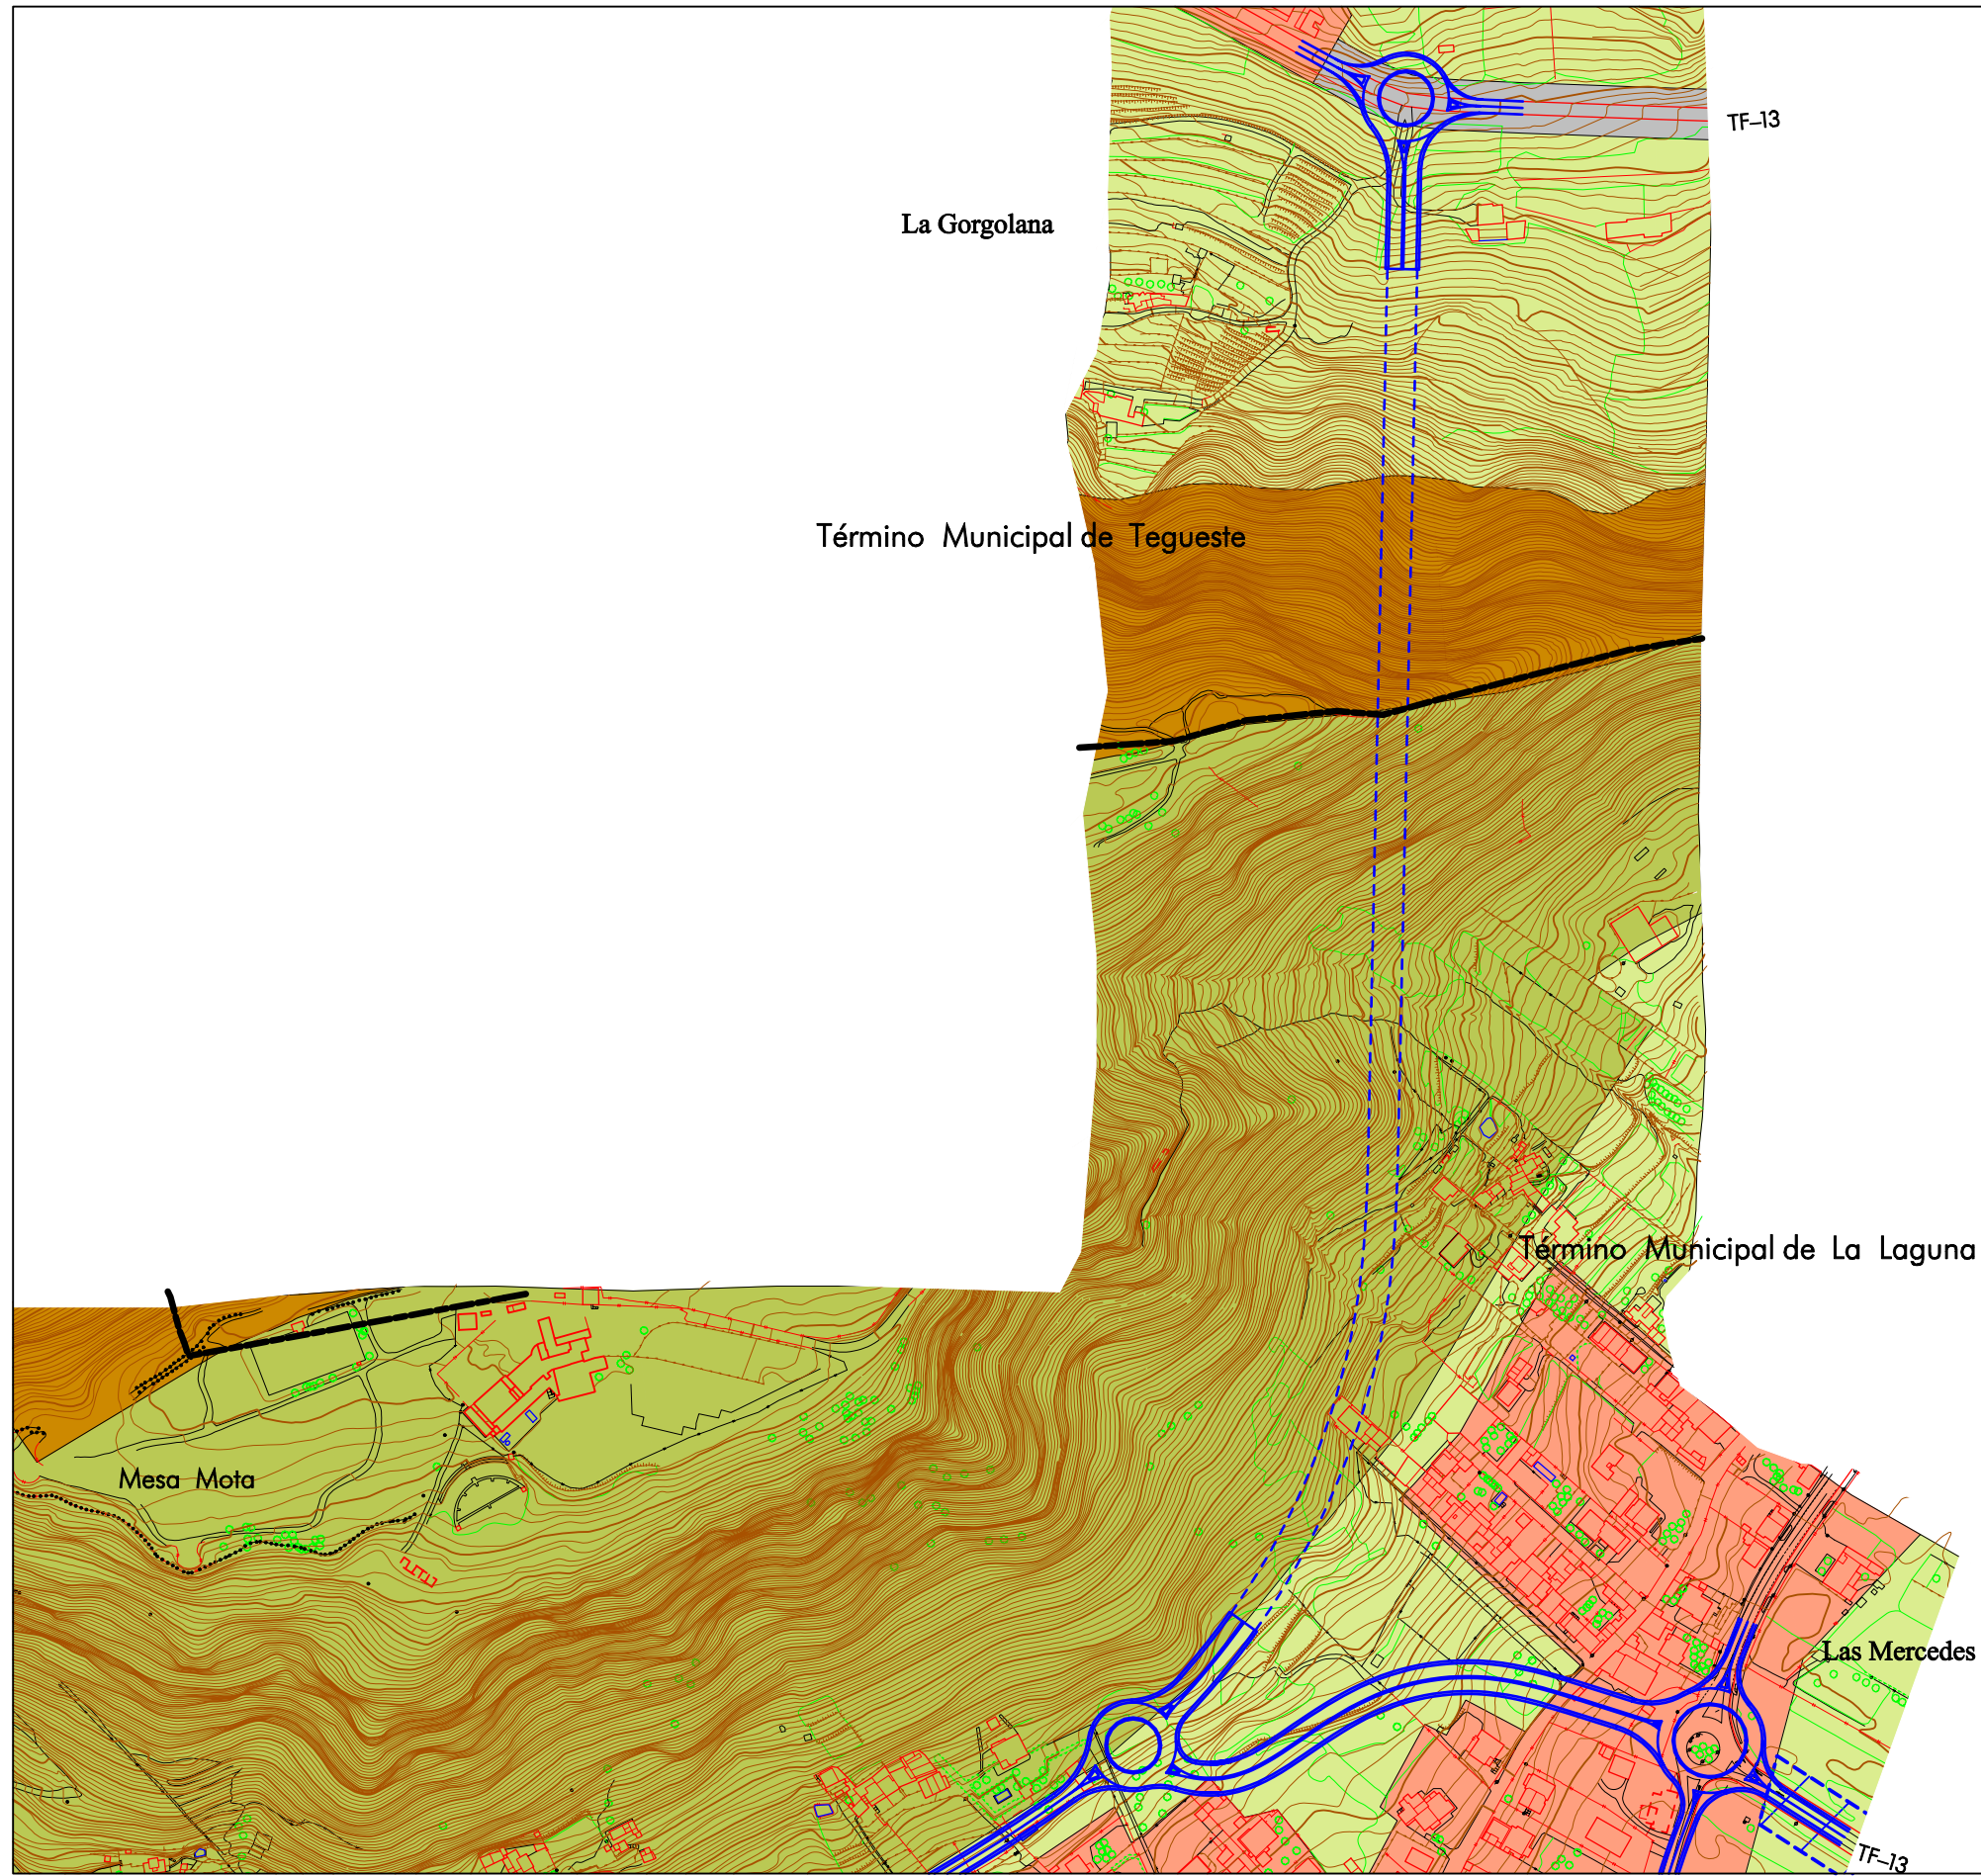 TF-13
La Gorgolana
Término Municipal de Tegueste
Término Municipal de La Laguna
Mesa Mota
Las Mercedes
TF-13